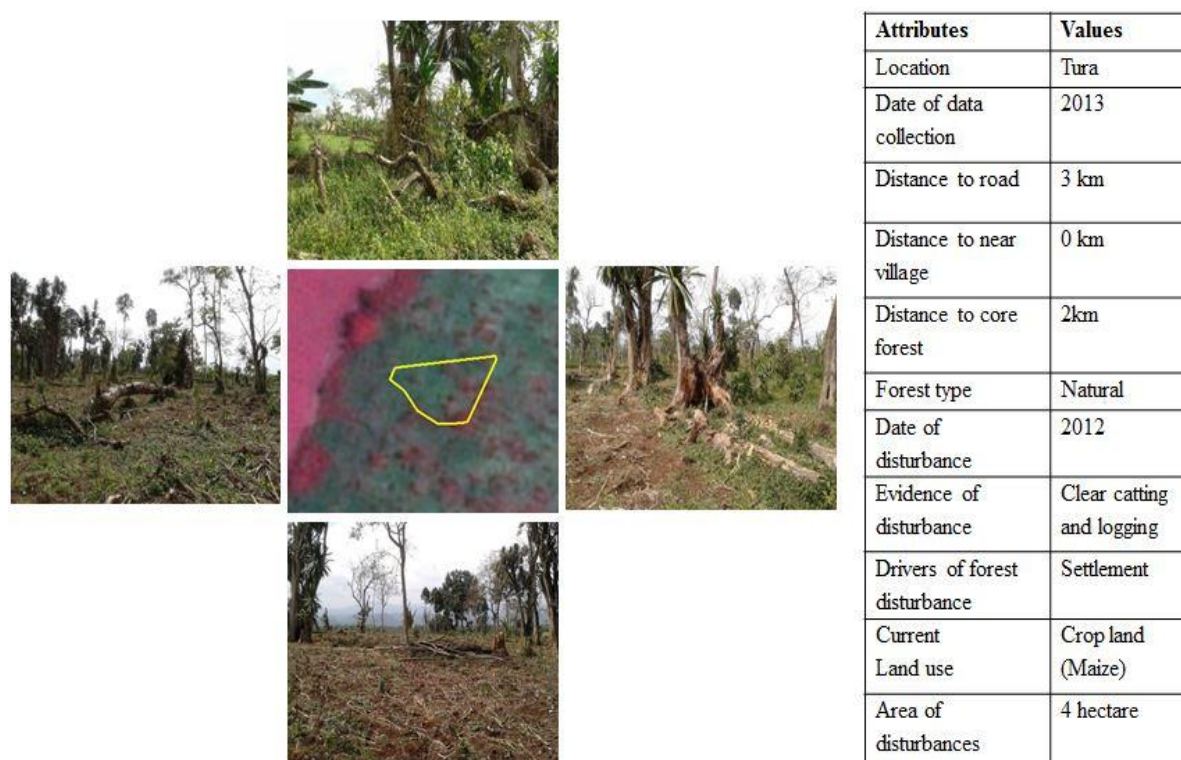 Attributes Values
Location Tura
Date of data 2013
collection
Distance to road 3 km
Distance to near 0 km
village
Distance to core 2km
forest
Forest type Natural
Date of 2012
disturbance
Evidence of Clear catting
disturbance and logging
Drivers of forest Settlement
disturbance
Current Crop land
Land use (Maize)
Area of 4 hectare
disturbances